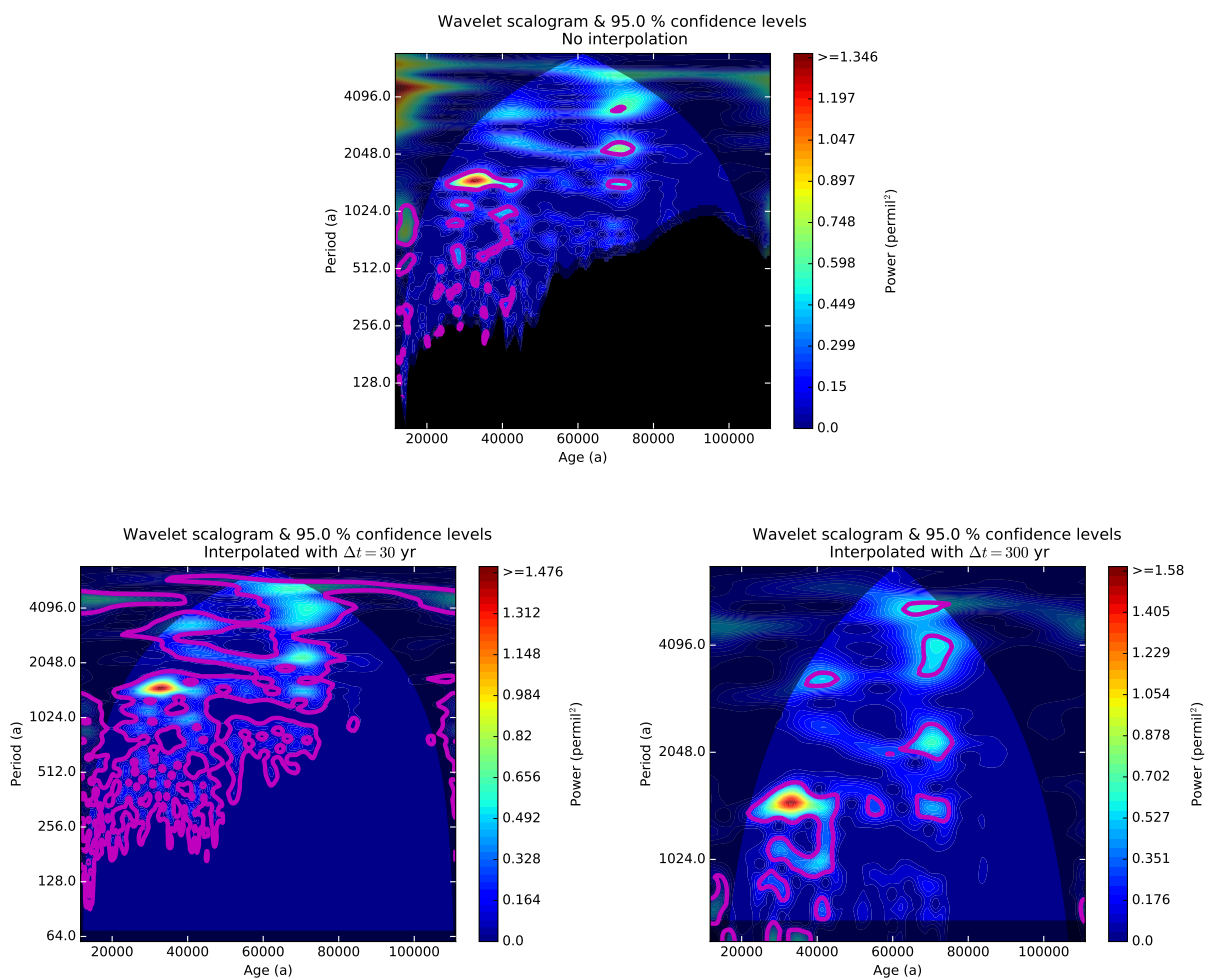 Wavelet scalogram & 95.0 % confidence levels
No interpolation
Period (a)
4096.0
2048.0
1024.0
512.0
256.0
128.0
20000 40000 60000 80000 100000
Age (a)
>=1.346
1.197
1.047
0.897
0.748
0.598
0.449
0.299
0.15
0.0
Power (permil²)
Wavelet scalogram & 95.0 % confidence levels
Interpolated with Δt = 30 yr
Period (a)
4096.0
2048.0
1024.0
512.0
256.0
128.0
64.0
20000 40000 60000 80000 100000
Age (a)
>=1.476
1.312
1.148
0.984
0.82
0.656
0.492
0.328
0.164
0.0
Power (permil²)
Wavelet scalogram & 95.0 % confidence levels
Interpolated with Δt = 300 yr
Period (a)
4096.0
2048.0
1024.0
20000 40000 60000 80000 100000
Age (a)
>=1.58
1.405
1.229
1.054
0.878
0.702
0.527
0.351
0.176
0.0
Power (permil²)